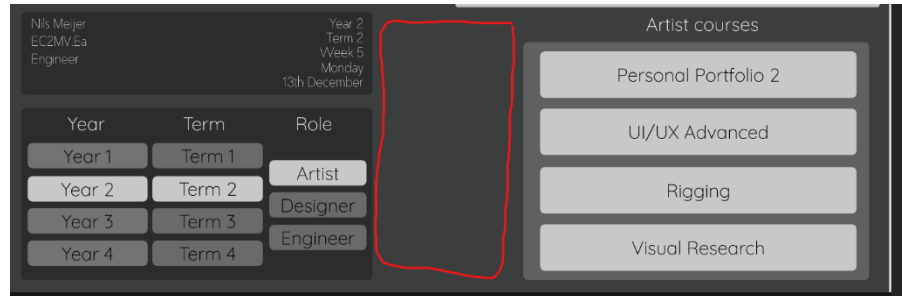 Nils Meijer
EC2MV.Ea
Engineer
Year 2
Term 2
Week 5
Monday
13th December
Year
Term
Role
Year 1
Year 2
Year 3
Year 4
Term 1
Term 2
Term 3
Term 4
Artist
Designer
Engineer
Artist courses
Personal Portfolio 2
UI/UX Advanced
Rigging
Visual Research